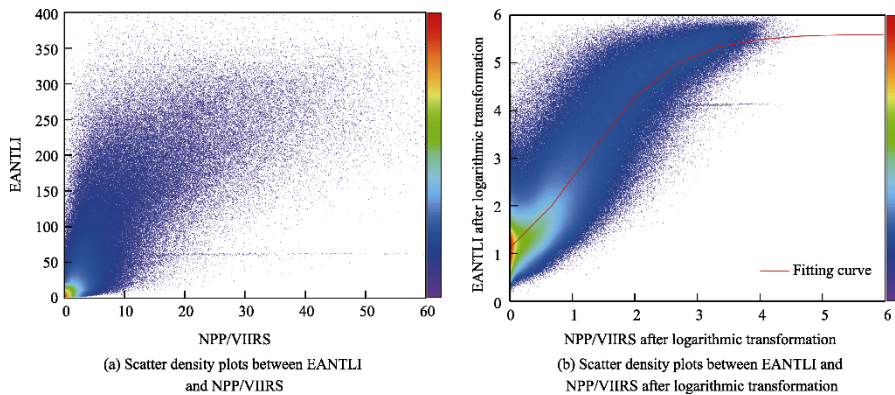 400
350
300
250
200
150
100
50
0
EANTLI
0 10 20 30 40 50 60
NPP/VIIRS
(a) Scatter density plots between EANTLI
and NPP/VIIRS
6
5
4
3
2
1
0
EANTLI after logarithmic transformation
Fitting curve
0 1 2 3 4 5 6
NPP/VIIRS after logarithmic transformation
(b) Scatter density plots between EANTLI and
NPP/VIIRS after logarithmic transformation